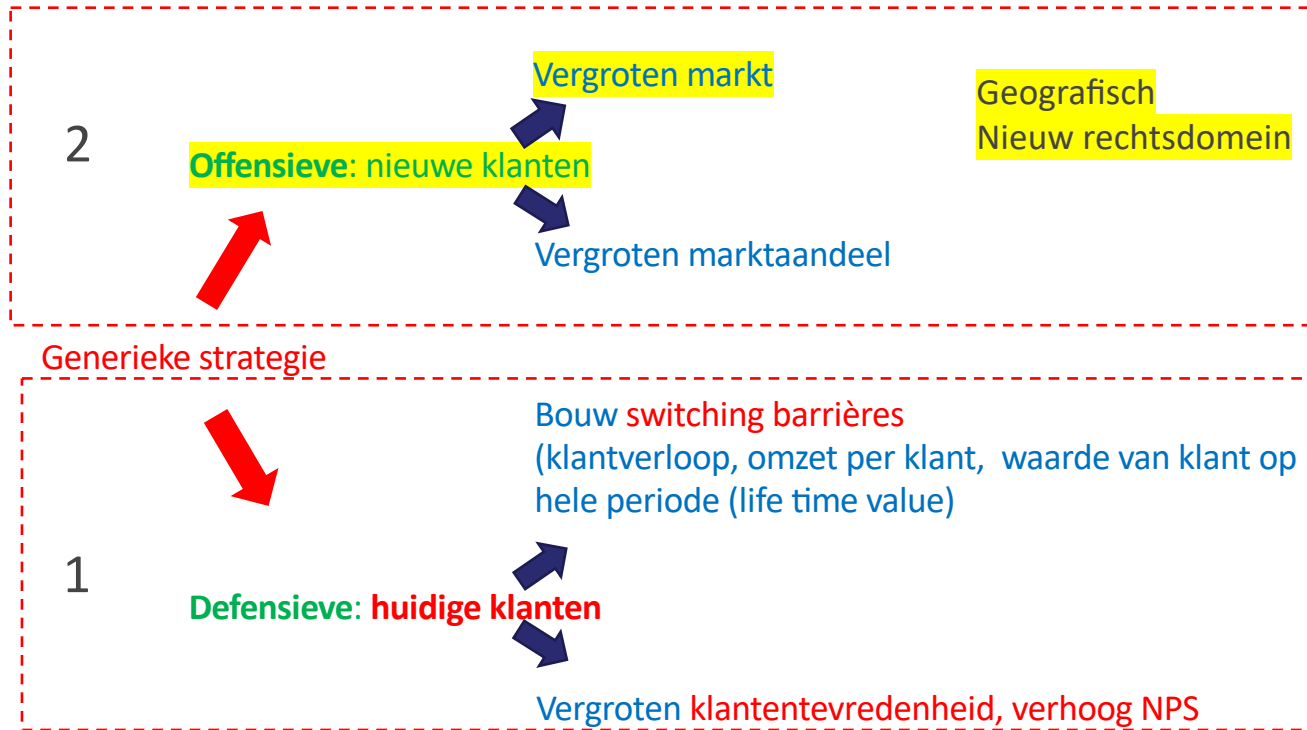 Vergroten markt
Geografisch
Nieuw rechtsdomein
2
Offensieve: nieuwe klanten
Vergroten marktaandeel
Generieke strategie
Bouw switching barrières
(klantverloop, omzet per klant,  waarde van klant op
hele periode (life time value)
1
Defensieve: huidige klanten
Vergroten klantentevredenheid, verhoog NPS